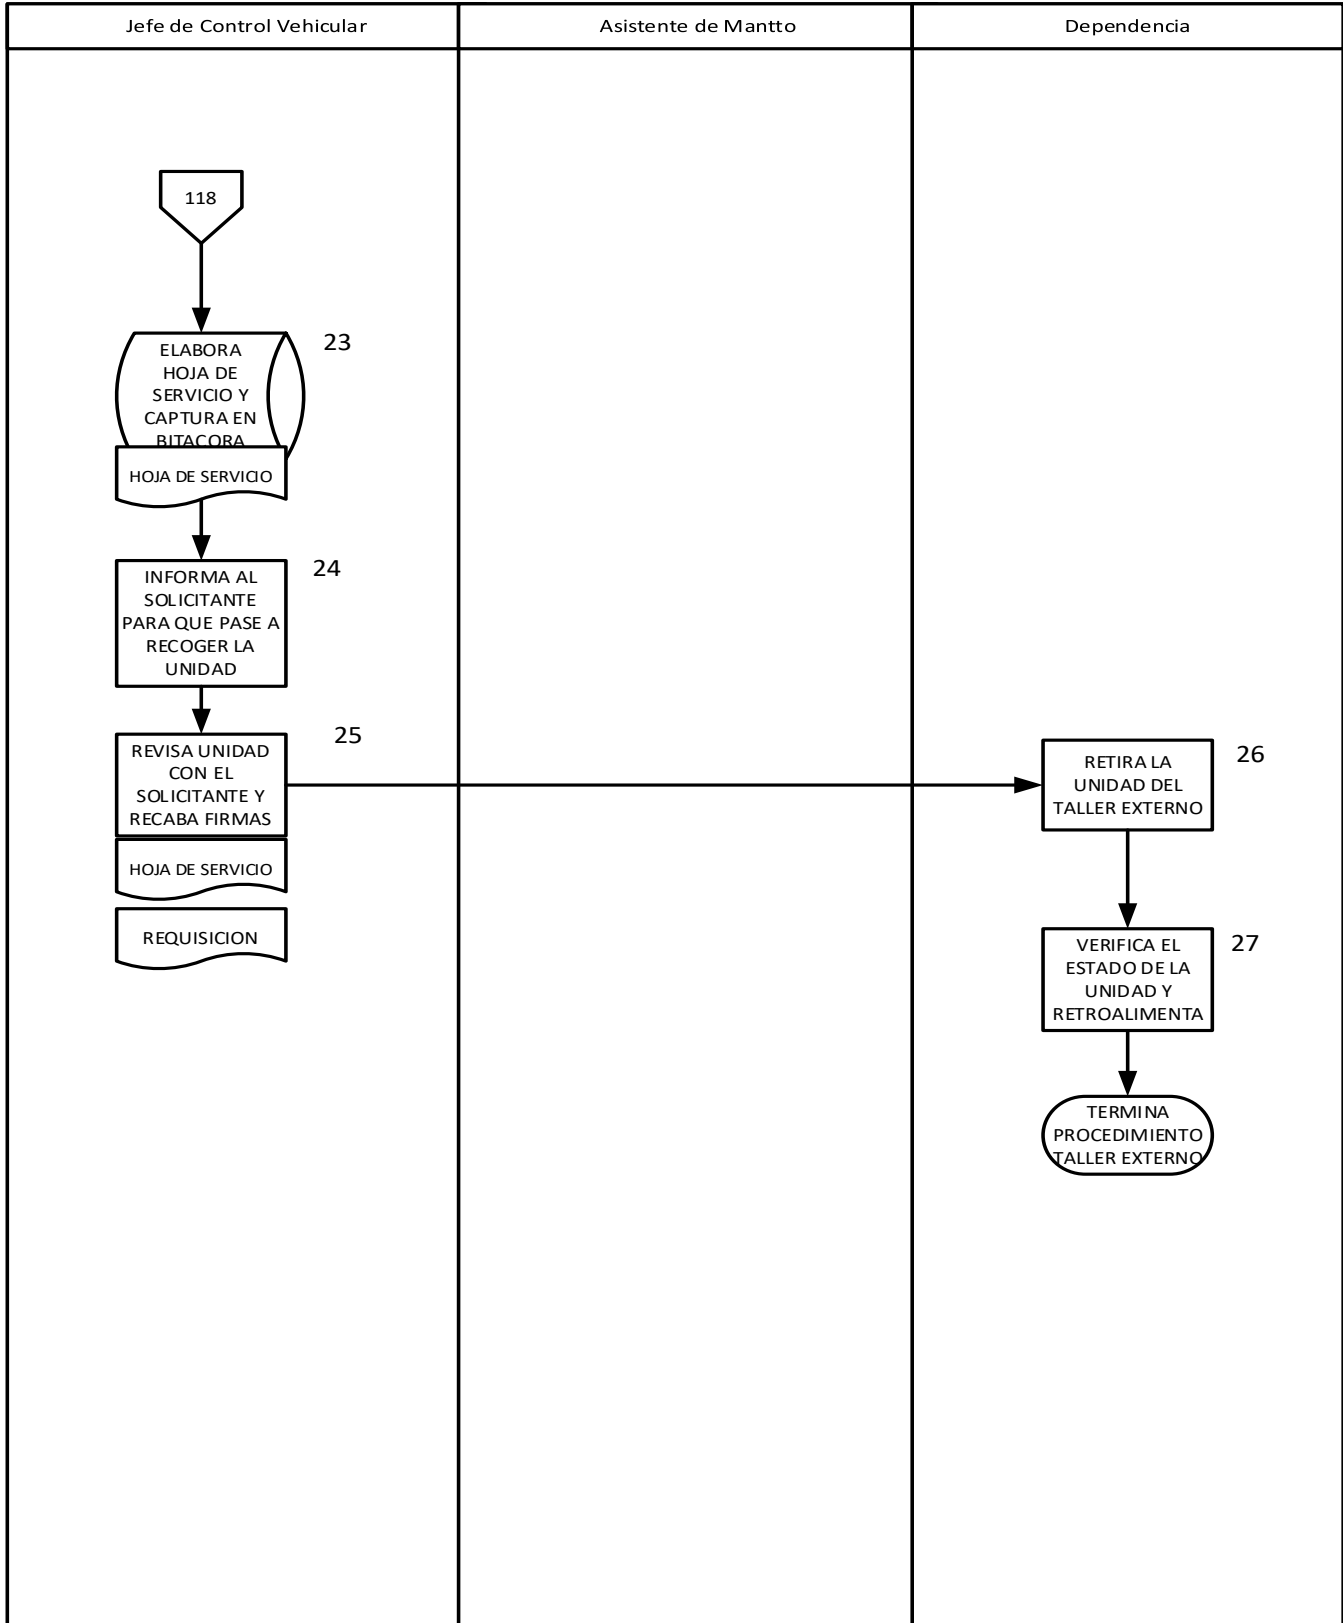 Jefe de Control Vehicular
Asistente de Mantto
Dependencia
118
23
ELABORA
HOJA DE
SERVICIO Y
CAPTURA EN
BITACORA
HOJA DE SERVICIO
24
INFORMA AL
SOLICITANTE
PARA QUE PASE A
RECOGER LA
UNIDAD
25
REVISA UNIDAD
CON EL
SOLICITANTE Y
RECABA FIRMAS
HOJA DE SERVICIO
REQUISICION
26
RETIRA LA
UNIDAD DEL
TALLER EXTERNO
27
VERIFICA EL
ESTADO DE LA
UNIDAD Y
RETROALIMENTA
TERMINA
PROCEDIMIENTO
TALLER EXTERNO